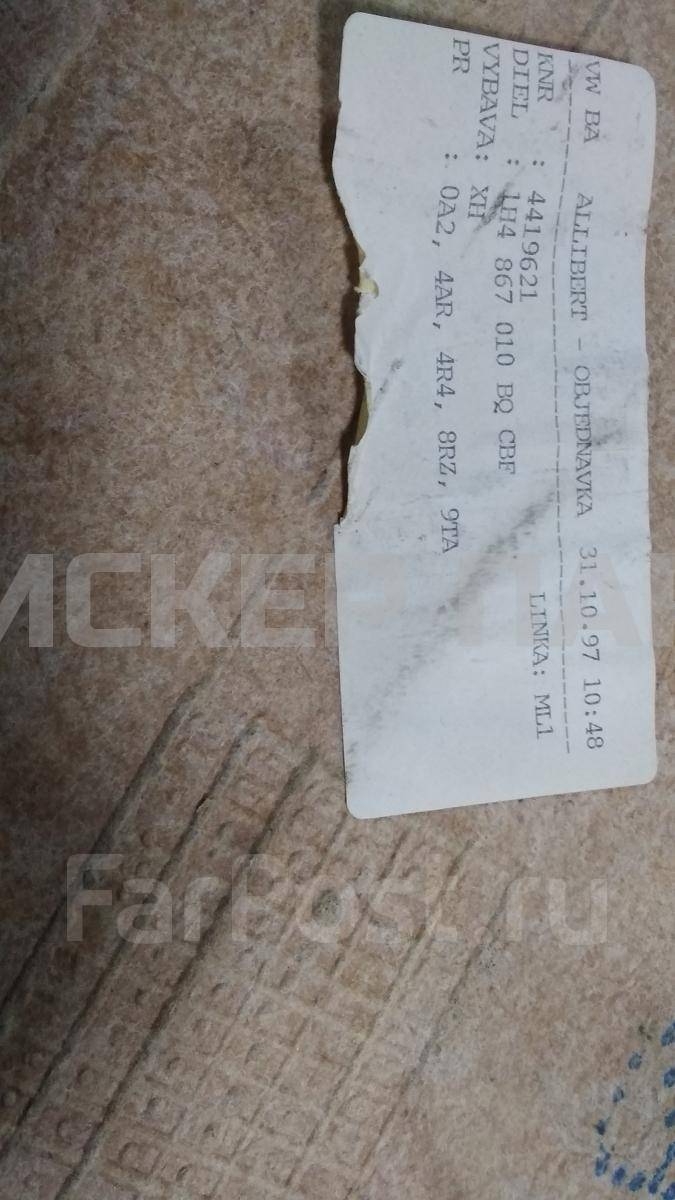 VW BA ALLIBERT - OBJEDNAVKA 31.10.97 10:48
LINKA: ML1
KNR : 4419621
DIEL : 1H4 867 010 BQ CBF
VYBAVA: XH
PR : 0A2, 4AR, 4R4, 8RZ, 9TA
FarPost.ru